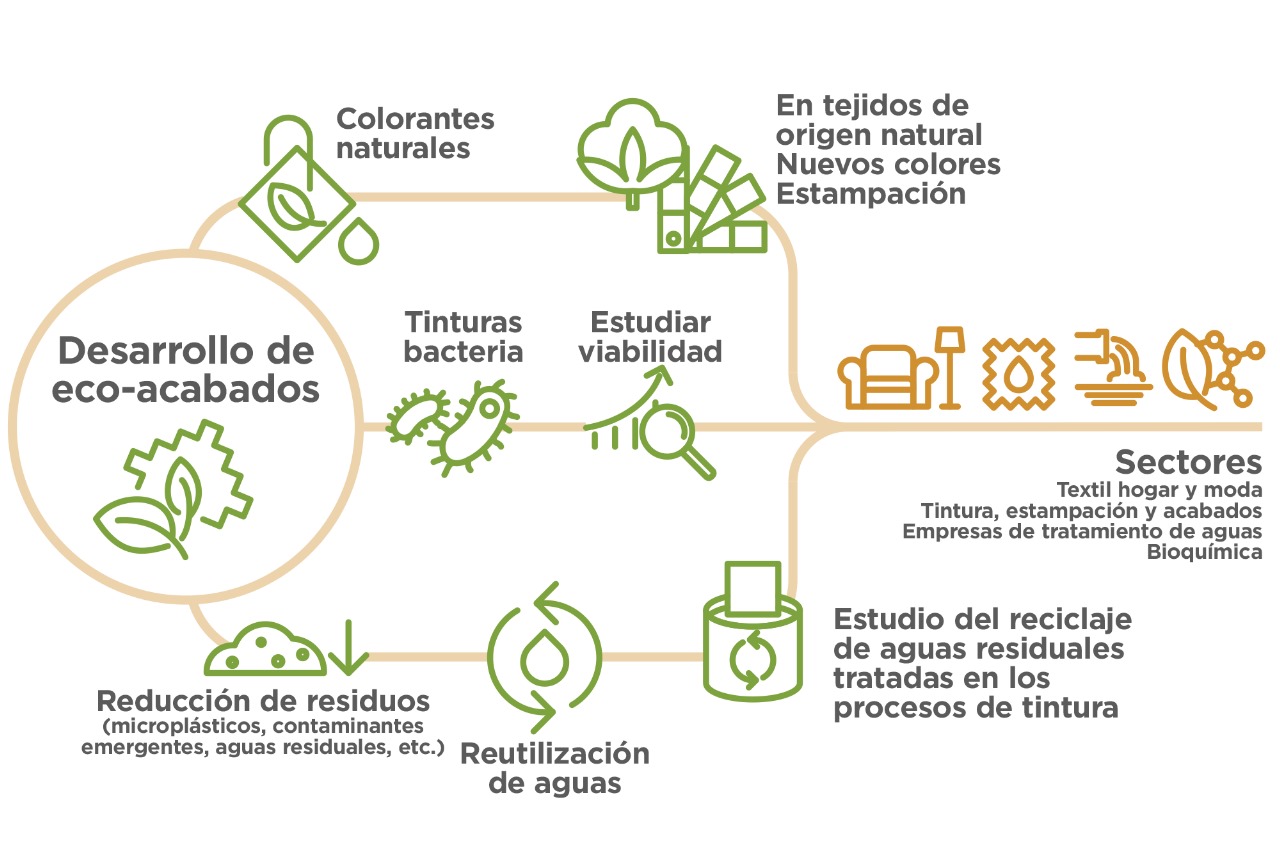 Colorantes
naturales
En tejidos de
origen natural
Nuevos colores
Estampación
Desarrollo de
eco-acabados
Tinturas
bacteria
Estudiar
viabilidad
Sectores
Textil hogar y moda
Tintura, estampación y acabados
Empresas de tratamiento de aguas
Bioquímica
Reducción de residuos
(microplásticos, contaminantes
emergentes, aguas residuales, etc.)
Reutilización
de aguas
Estudio del reciclaje
de aguas residuales
tratadas en los
procesos de tintura